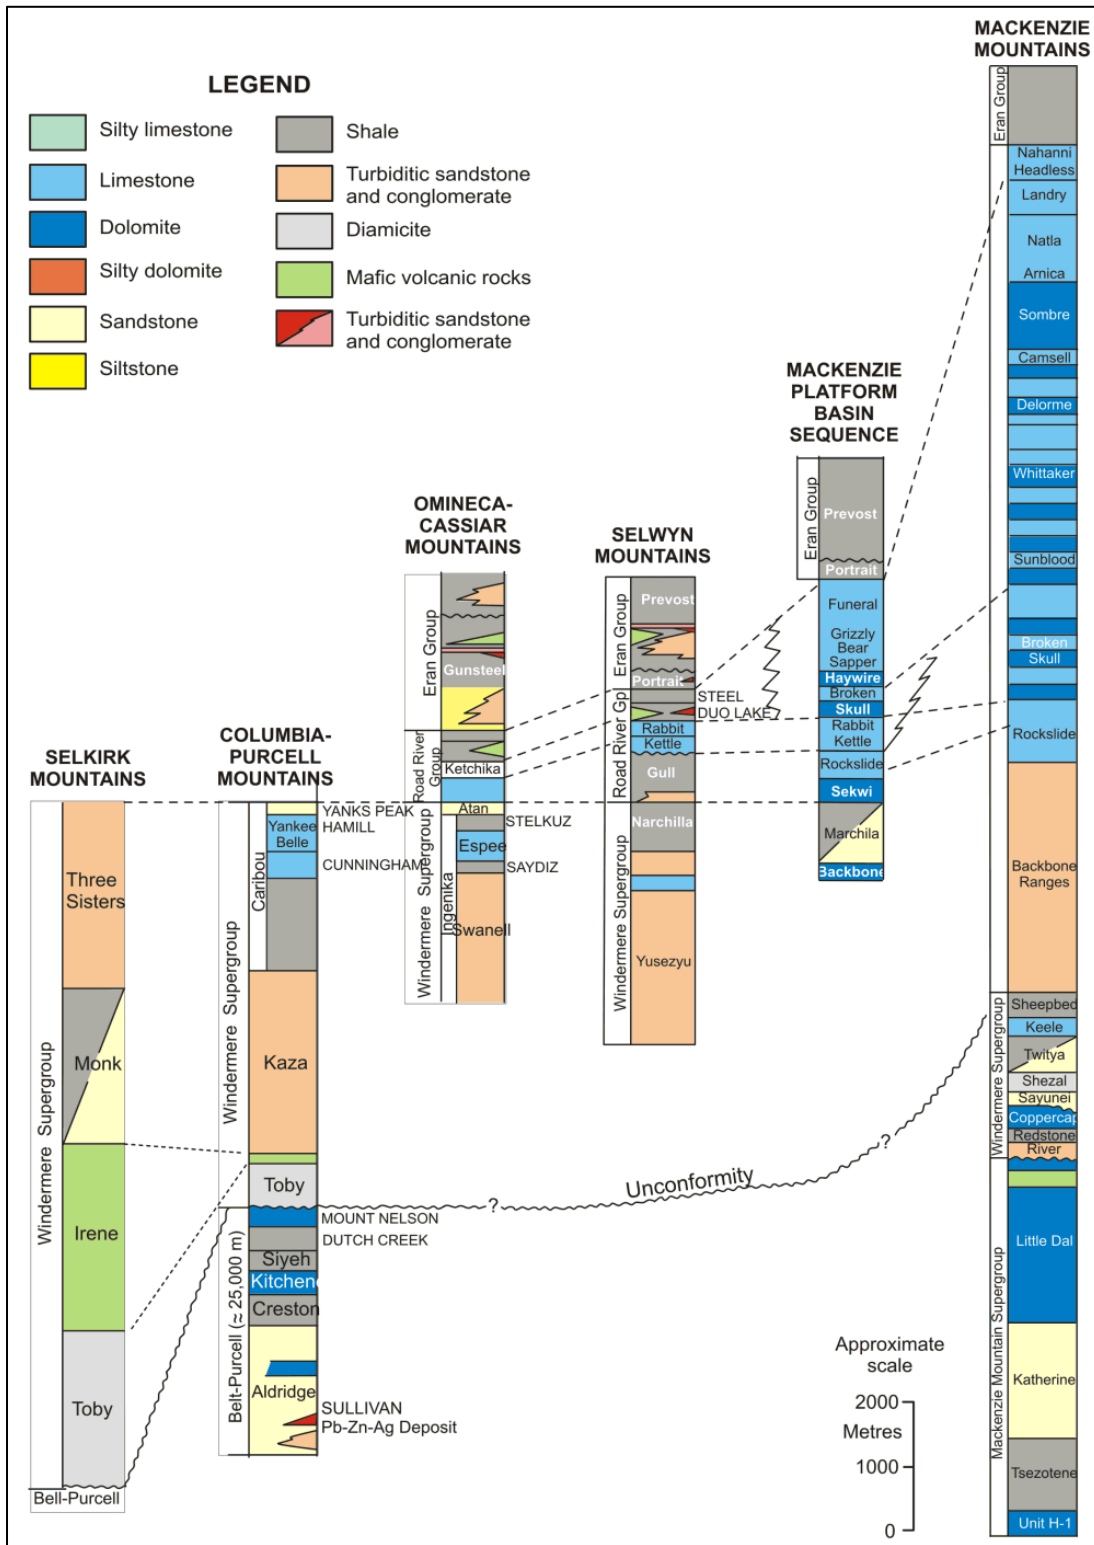 LEGEND
Silty limestone
Limestone
Dolomite
Silty dolomite
Sandstone
Siltstone
Shale
Turbiditic sandstone
and conglomerate
Diamicite
Mafic volcanic rocks
Turbiditic sandstone
and conglomerate
SELKIRK
MOUNTAINS
Windermere Supergroup
Three
Sisters
Monk
Irene
Toby
Bell-Purcell
COLUMBIA-
PURCELL
MOUNTAINS
Windermere Supergroup
Caribou
YANKS PEAK
Yankee
Belle
HAMILL
CUNNINGHAM
Kaza
Toby
Belt-Purcell (≈ 25,000 m)
MOUNT NELSON
DUTCH CREEK
Siyeh
Kitchene
Creston
Aldridge
SULLIVAN
Pb-Zn-Ag Deposit
OMINECA-
CASSIAR
MOUNTAINS
Eran Group
Gunsteel
Road River
Group
Ketchika
Windermere Supergroup
Ingenika
Atan
STELKUZ
Espee
SAYDIZ
Swanell
SELWYN
MOUNTAINS
Eran Group
Prevost
Portrait
Road River Gp
STEEL
DUO LAKE
Rabbit
Kettle
Gull
Windermere Supergroup
Narchilla
Yusezyu
MACKENZIE
PLATFORM
BASIN
SEQUENCE
Eran Group
Prevost
Portrait
Funeral
Grizzly
Bear
Sapper
Haywire
Broken
Skull
Rabbit
Kettle
Rockslide
Sekwi
Marchila
Backbone
MACKENZIE
MOUNTAINS
Eran Group
Nahanni
Headless
Landry
Natla
Arnica
Sombre
Camsell
Delorme
Whittaker
Sunblood
Broken
Skull
Rockslide
Backbone
Ranges
Windermere Supergroup
Sheepbed
Keele
Twitya
Shezal
Sayunei
Coppercap
Redstone
River
Mackenzie Mountain Supergroup
Little Dal
Katherine
Tsezotene
Unit H-1
?
Unconformity
?
Approximate
scale
2000
Metres
1000
0